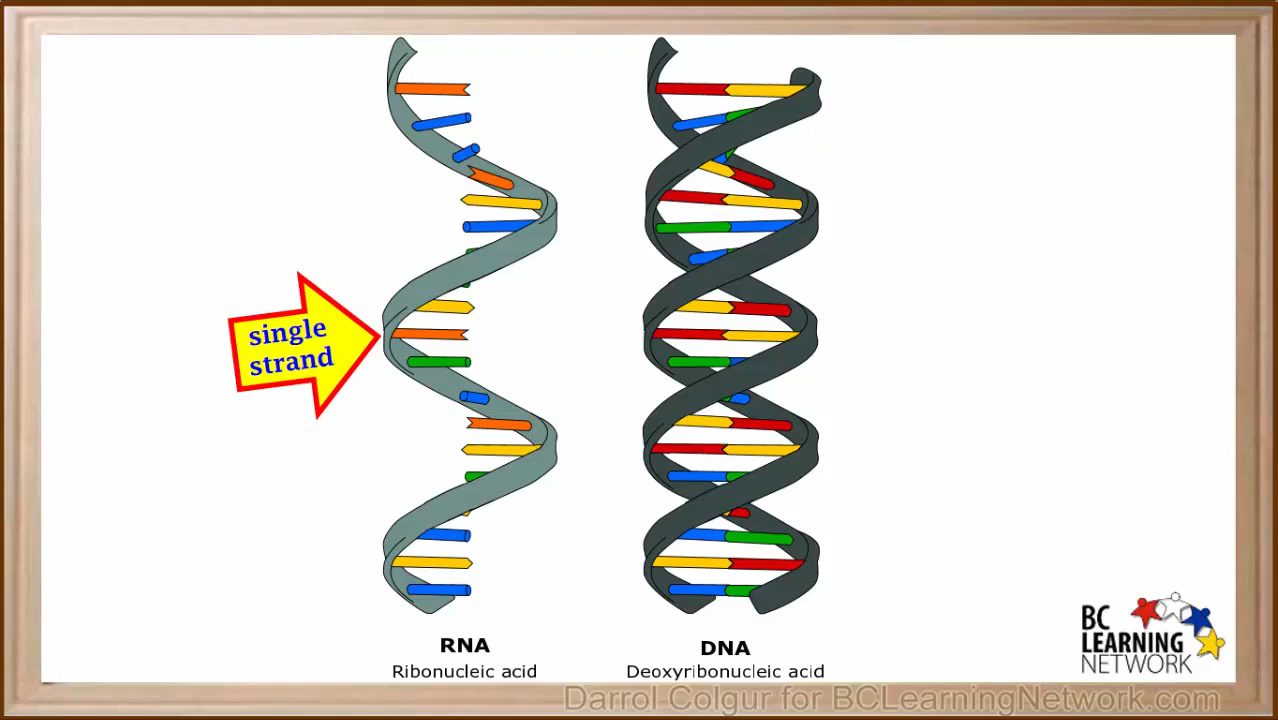 single
strand
RNA
Ribonucleic acid
DNA
Deoxyribonucleic acid
BC
LEARNING
NETWORK
Darrol Colgur for BCLearningNetwork.com